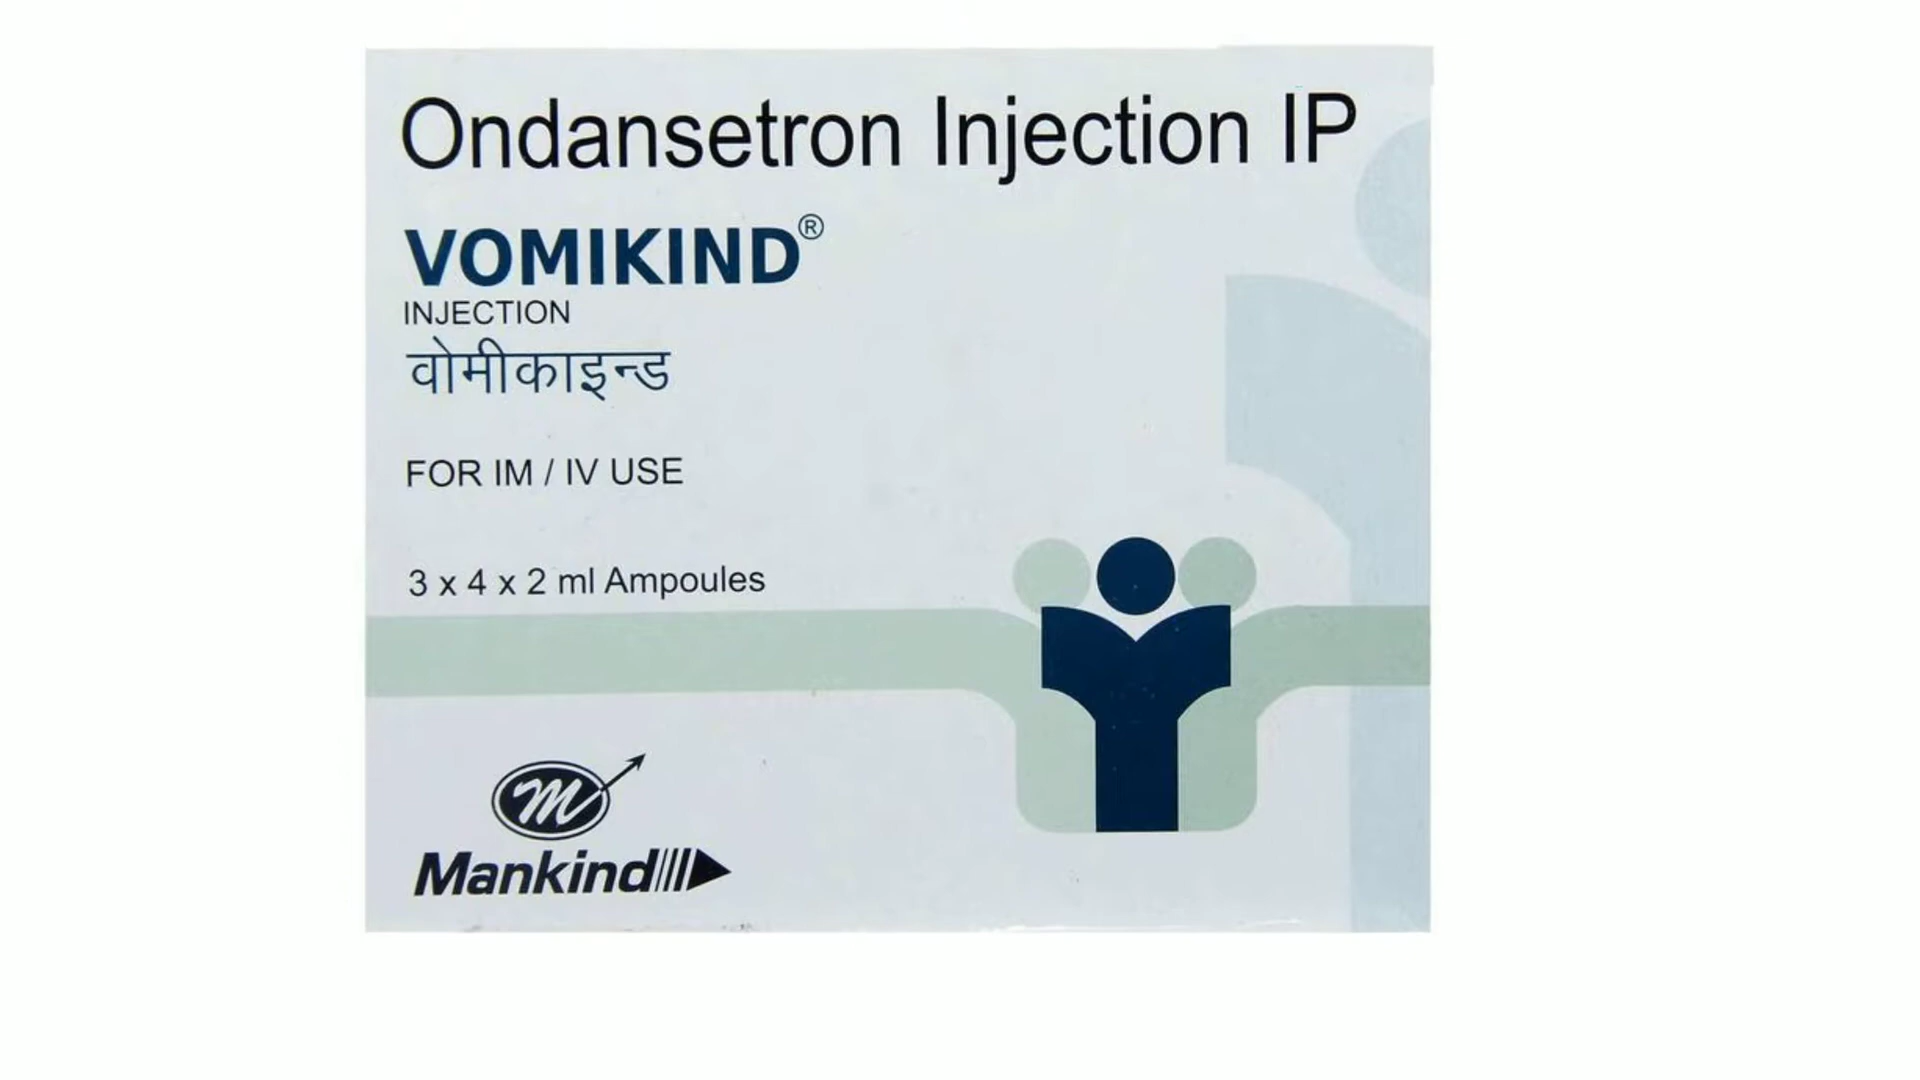 Ondansetron Injection IP
VOMIKIND®
INJECTION
वोमीकाइन्ड
FOR IM / IV USE
3 x 4 x 2 ml Ampoules
m
Mankind